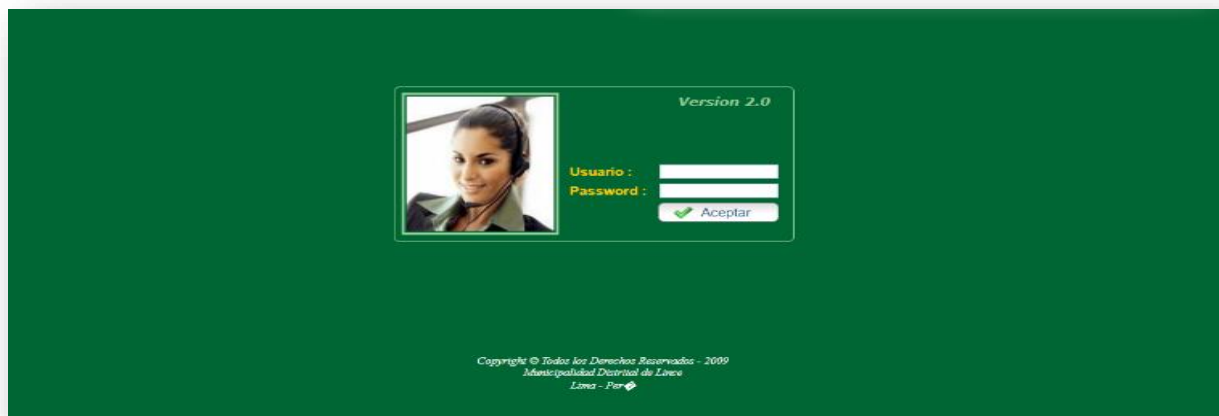 Version 2.0
Usuario :
Password :
Aceptar
Copyright © Todos los Derechos Reservados - 2009
Municipalidad Distrital de Lince
Lima - Per�